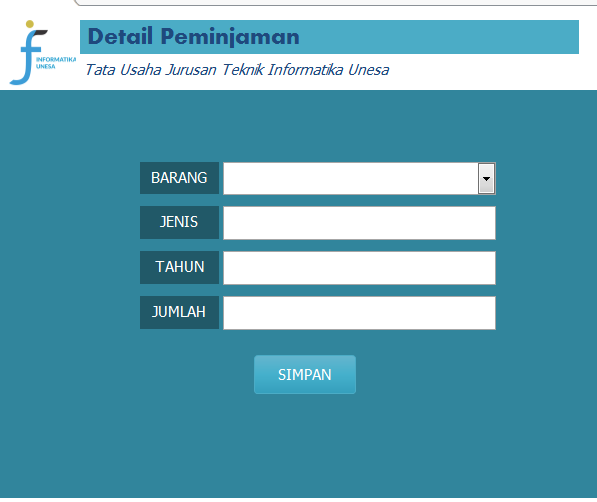 Detail Peminjaman
INFORMATIKA
UNESA
Tata Usaha Jurusan Teknik Informatika Unesa
BARANG
JENIS
TAHUN
JUMLAH
SIMPAN